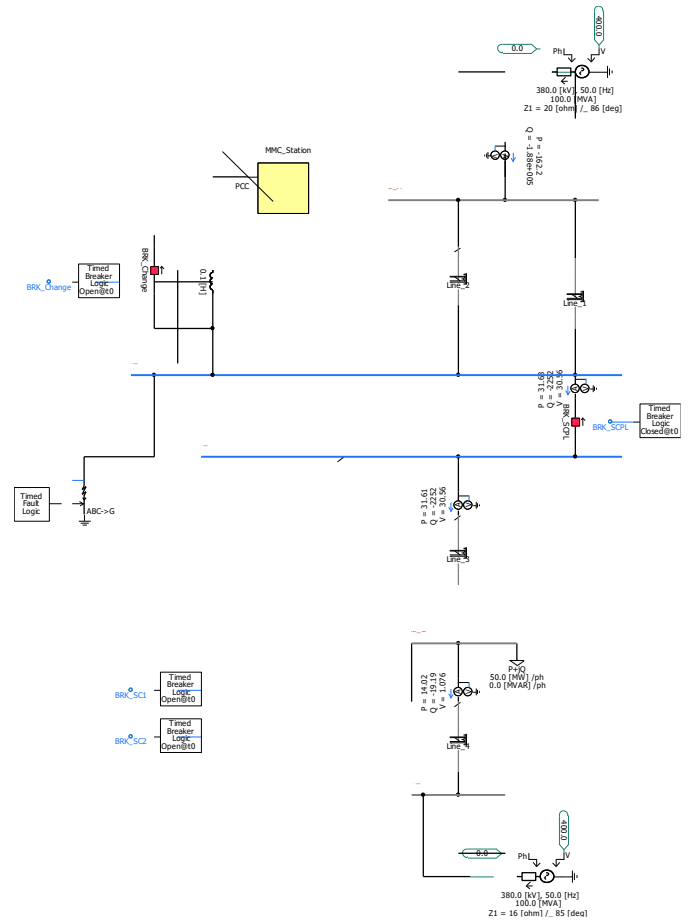 400.0
0.0
Ph
V
380.0 [kV], 50.0 [Hz]
100.0 [MVA]
Z1 = 20 [ohm] /_ 86 [deg]
P = -162.2
Q = -1.88e+005
MMC_Station
PCC
BRK_Change
Timed
Breaker
Logic
Open@t0
BRK_Change
0.1 [H]
Line_2
Line_1
P = 31.63
Q = -2252
V = 30.56
BRK_SCPL
BRK_SCPL
Timed
Breaker
Logic
Closed@t0
Timed
Fault
Logic
ABC->G
P = 31.61
Q = -2252
V = 30.56
Line_3
P+jQ
50.0 [MW] /ph
0.0 [MVAR] /ph
P = 14.02
Q = -19.19
V = 1.076
BRK_SC1
Timed
Breaker
Logic
Open@t0
BRK_SC2
Timed
Breaker
Logic
Open@t0
Line_4
400.0
0.0
Ph
V
380.0 [kV], 50.0 [Hz]
100.0 [MVA]
Z1 = 16 [ohm] /_ 85 [deg]